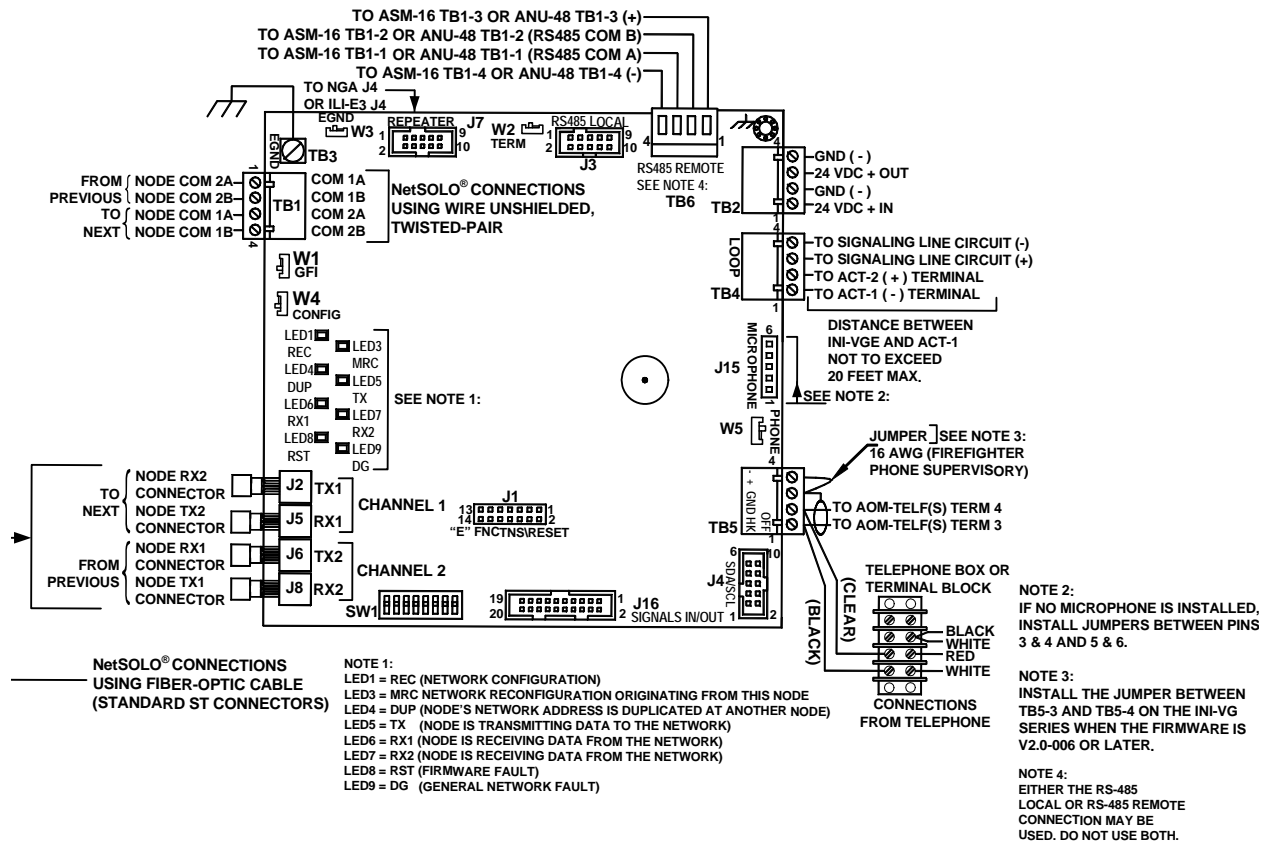 TO ASM-16 TB1-3 OR ANU-48 TB1-3 (+)
TO ASM-16 TB1-2 OR ANU-48 TB1-2 (RS485 COM B)
TO ASM-16 TB1-1 OR ANU-48 TB1-1 (RS485 COM A)
TO ASM-16 TB1-4 OR ANU-48 TB1-4 (-)
TO NGA J4
OR ILI-E3 J4
EGND
W3
REPEATER
J7
1
2
9
10
W2
TERM
RS485 LOCAL
1
2
9
10
J3
4
1
RS485 REMOTE
SEE NOTE 4:
TB6
EGND
TB3
FROM
PREVIOUS
NODE COM 2A
NODE COM 2B
TO
NEXT
NODE COM 1A
NODE COM 1B
1
4
TB1
COM 1A
COM 1B
COM 2A
COM 2B
NetSOLO® CONNECTIONS
USING WIRE UNSHIELDED,
TWISTED-PAIR
4
TB2
1
GND ( - )
24 VDC + OUT
GND ( - )
24 VDC + IN
LOOP
4
TB4
1
TO SIGNALING LINE CIRCUIT (-)
TO SIGNALING LINE CIRCUIT (+)
TO ACT-2 ( + ) TERMINAL
TO ACT-1 ( - ) TERMINAL
DISTANCE BETWEEN
INI-VGE AND ACT-1
NOT TO EXCEED
20 FEET MAX.
W1
GFI
W4
CONFIG
LED1
REC
LED3
MRC
LED4
DUP
LED5
TX
LED6
RX1
LED7
RX2
LED8
RST
LED9
DG
SEE NOTE 1:
MICROPHONE
J15
6
1
SEE NOTE 2:
W5
PHONE
4
JUMPER
SEE NOTE 3:
16 AWG (FIREFIGHTER
PHONE SUPERVISORY)
- + GND HK
OFF
TB5
1
TO AOM-TELF(S) TERM 4
TO AOM-TELF(S) TERM 3
TO
NEXT
NODE RX2
CONNECTOR
NODE TX2
CONNECTOR
FROM
PREVIOUS
NODE RX1
CONNECTOR
NODE TX1
CONNECTOR
J2
TX1
J5
RX1
CHANNEL 1
J6
TX2
J8
RX2
CHANNEL 2
J1
13
14
1
2
"E" FNCTNS\RESET
SW1
19
20
1
2
J16
SIGNALS IN/OUT
6
10
J4
SDA/SCL
1
2
(BLACK)
(CLEAR)
TELEPHONE BOX OR
TERMINAL BLOCK
BLACK
WHITE
RED
WHITE
CONNECTIONS
FROM TELEPHONE
NetSOLO® CONNECTIONS
USING FIBER-OPTIC CABLE
(STANDARD ST CONNECTORS)
NOTE 1:
LED1 = REC (NETWORK CONFIGURATION)
LED3 = MRC NETWORK RECONFIGURATION ORIGINATING FROM THIS NODE
LED4 = DUP (NODE'S NETWORK ADDRESS IS DUPLICATED AT ANOTHER NODE)
LED5 = TX (NODE IS TRANSMITTING DATA TO THE NETWORK)
LED6 = RX1 (NODE IS RECEIVING DATA FROM THE NETWORK)
LED7 = RX2 (NODE IS RECEIVING DATA FROM THE NETWORK)
LED8 = RST (FIRMWARE FAULT)
LED9 = DG (GENERAL NETWORK FAULT)
NOTE 2:
IF NO MICROPHONE IS INSTALLED,
INSTALL JUMPERS BETWEEN PINS
3 & 4 AND 5 & 6.
NOTE 3:
INSTALL THE JUMPER BETWEEN
TB5-3 AND TB5-4 ON THE INI-VG
SERIES WHEN THE FIRMWARE IS
V2.0-006 OR LATER.
NOTE 4:
EITHER THE RS-485
LOCAL OR RS-485 REMOTE
CONNECTION MAY BE
USED. DO NOT USE BOTH.